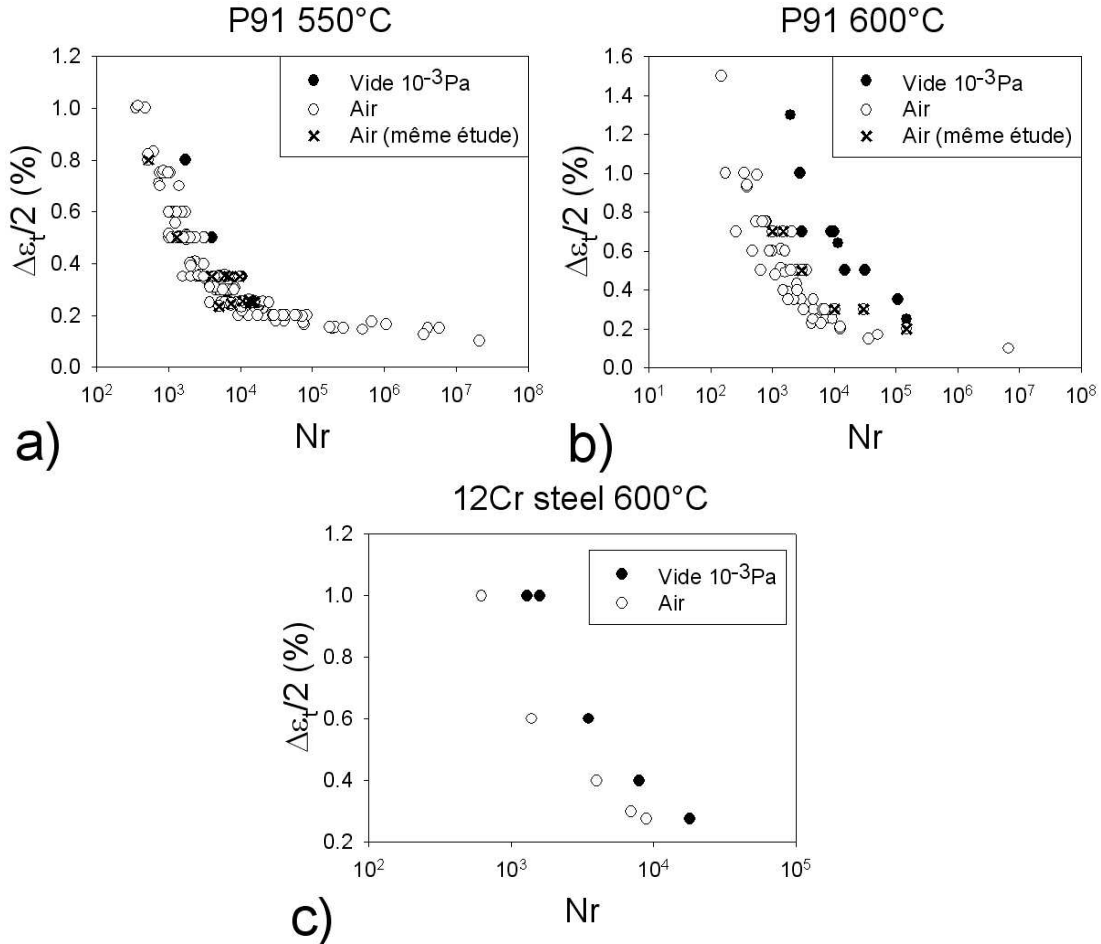 P91 550°C
Δεt/2 (%)
1.2
1.0
0.8
0.6
0.4
0.2
0.0
Vide 10⁻³Pa
Air
Air (même étude)
10² 10³ 10⁴ 10⁵ 10⁶ 10⁷ 10⁸
Nr
a)
P91 600°C
Δεt/2 (%)
1.6
1.4
1.2
1.0
0.8
0.6
0.4
0.2
0.0
Vide 10⁻³Pa
Air
Air (même étude)
10¹ 10² 10³ 10⁴ 10⁵ 10⁶ 10⁷ 10⁸
Nr
b)
12Cr steel 600°C
Δεt/2 (%)
1.2
1.0
0.8
0.6
0.4
0.2
Vide 10⁻³Pa
Air
10² 10³ 10⁴ 10⁵
Nr
c)